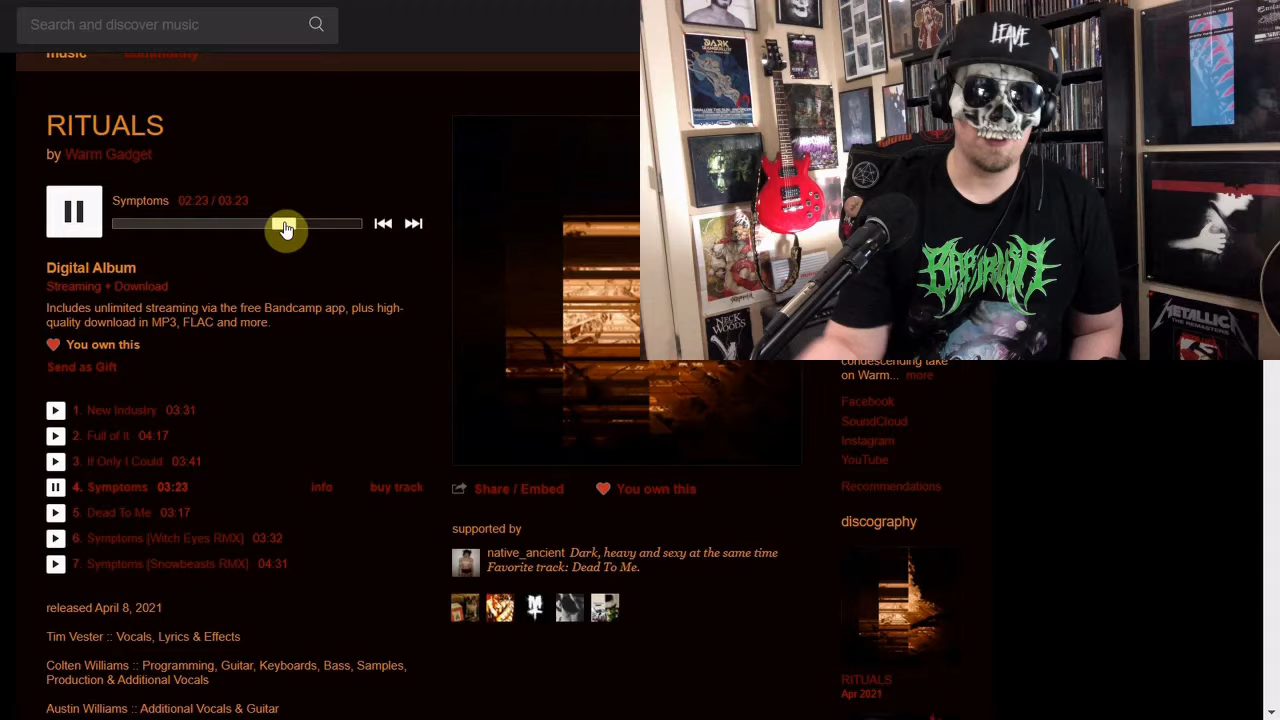 Search and discover music
music
community
RITUALS
by Warm Gadget
Symptoms 02:23 / 03:23
Digital Album
Streaming + Download
Includes unlimited streaming via the free Bandcamp app, plus high-
quality download in MP3, FLAC and more.
You own this
Send as Gift
1. New Industry 03:31
2. Full of It 04:17
3. If Only I Could 03:41
4. Symptoms 03:23 info buy track
5. Dead To Me 03:17
6. Symptoms [Witch Eyes RMX] 03:32
7. Symptoms [Snowbeasts RMX] 04:31
released April 8, 2021
Tim Vester :: Vocals, Lyrics & Effects
Colten Williams :: Programming, Guitar, Keyboards, Bass, Samples,
Production & Additional Vocals
Austin Williams :: Additional Vocals & Guitar
Share / Embed
You own this
supported by
native_ancient Dark, heavy and sexy at the same time
Favorite track: Dead To Me.
LEAVE
DARK
TRANQUILLITY
NECK
WOODS
METALLICA
THE REMASTERS
condescending take
on Warm... more
Facebook
SoundCloud
Instagram
YouTube
Recommendations
discography
RITUALS
Apr 2021